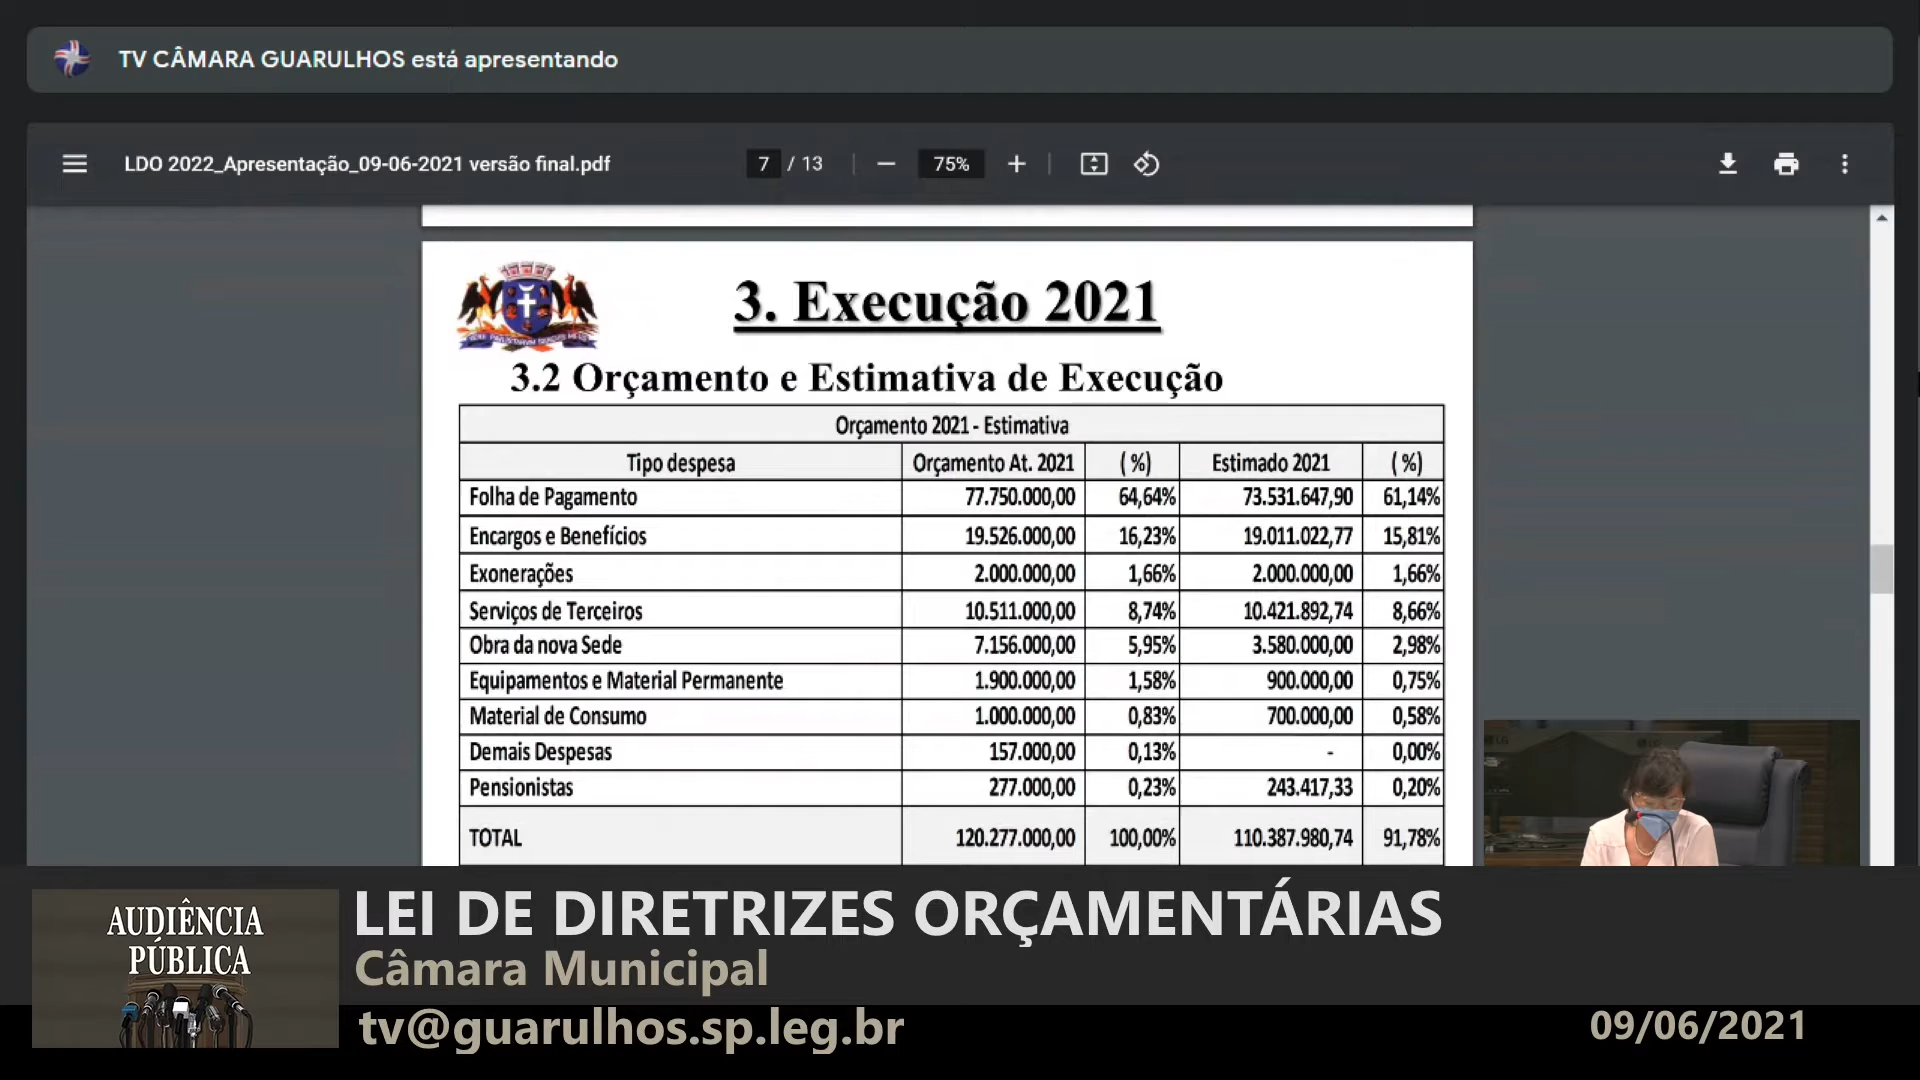 TV CÂMARA GUARULHOS está apresentando
LDO 2022_Apresentação_09-06-2021 versão final.pdf
7 / 13
75%
3. Execução 2021
3.2 Orçamento e Estimativa de Execução
Orçamento 2021 - Estimativa
Tipo despesa Orçamento At. 2021 ( %) Estimado 2021 ( %)
Folha de Pagamento 77.750.000,00 64,64% 73.531.647,90 61,14%
Encargos e Benefícios 19.526.000,00 16,23% 19.011.022,77 15,81%
Exonerações 2.000.000,00 1,66% 2.000.000,00 1,66%
Serviços de Terceiros 10.511.000,00 8,74% 10.421.892,74 8,66%
Obra da nova Sede 7.156.000,00 5,95% 3.580.000,00 2,98%
Equipamentos e Material Permanente 1.900.000,00 1,58% 900.000,00 0,75%
Material de Consumo 1.000.000,00 0,83% 700.000,00 0,58%
Demais Despesas 157.000,00 0,13% - 0,00%
Pensionistas 277.000,00 0,23% 243.417,33 0,20%
TOTAL 120.277.000,00 100,00% 110.387.980,74 91,78%
AUDIÊNCIA
PÚBLICA
LEI DE DIRETRIZES ORÇAMENTÁRIAS
Câmara Municipal
tv@guarulhos.sp.leg.br
09/06/2021